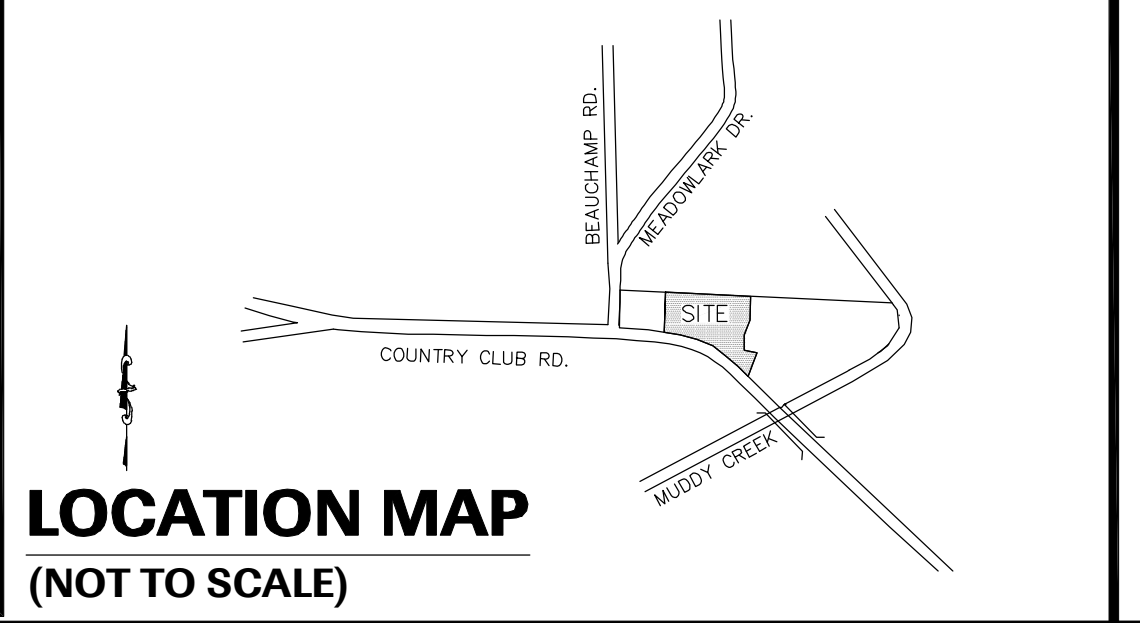 BEAUCHAMP RD.
MEADOWLARK DR.
SITE
COUNTRY CLUB RD.
MUDDY CREEK
LOCATION MAP
(NOT TO SCALE)